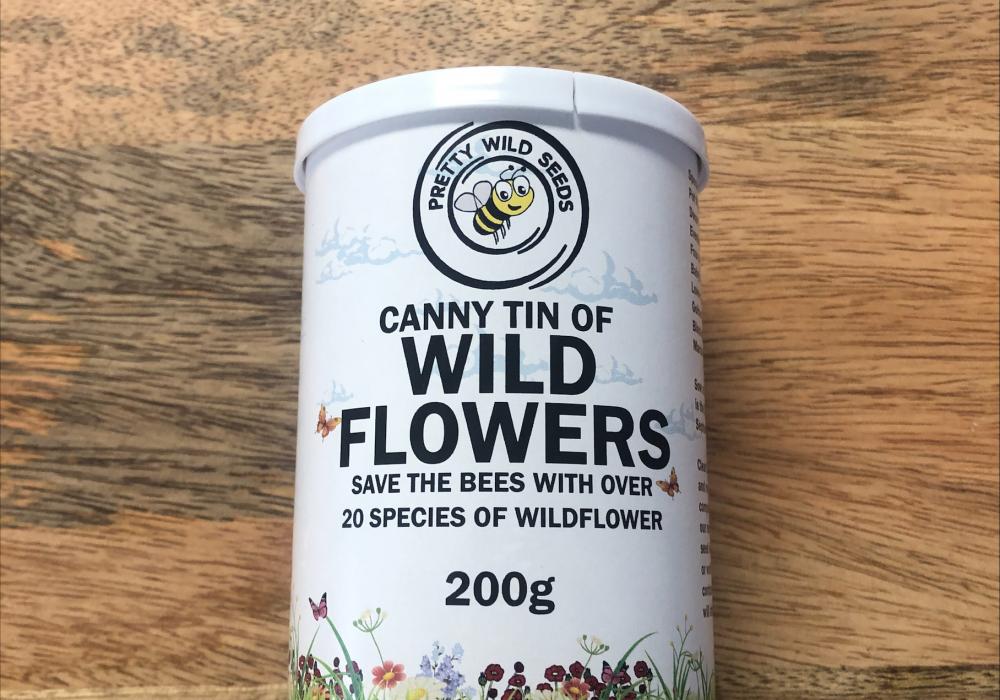 PRETTY WILD SEEDS
CANNY TIN OF
WILD
FLOWERS
SAVE THE BEES WITH OVER
20 SPECIES OF WILDFLOWER
200g